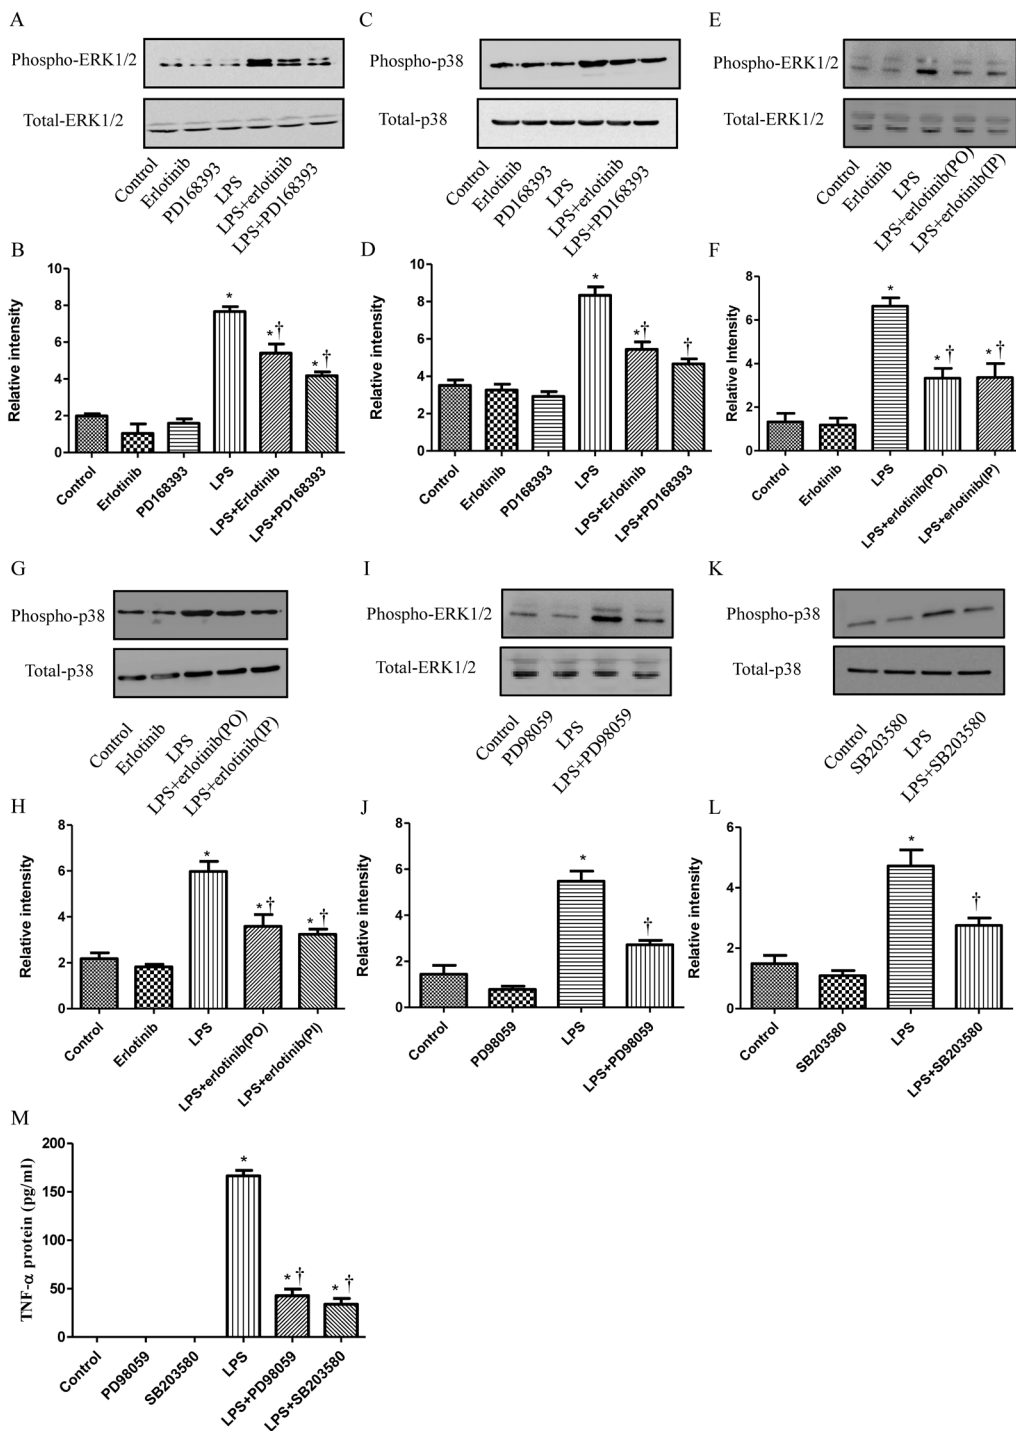 A
Phospho-ERK1/2
Total-ERK1/2
Control
Erlotinib
PD168393
LPS
LPS+erlotinib
LPS+PD168393
C
Phospho-p38
Total-p38
Control
Erlotinib
PD168393
LPS
LPS+erlotinib
LPS+PD168393
E
Phospho-ERK1/2
Total-ERK1/2
Control
Erlotinib
LPS
LPS+erlotinib(PO)
LPS+erlotinib(IP)
B
Relative intensity
10
8
6
4
2
0
*
*†
*†
Control
Erlotinib
PD168393
LPS
LPS+Erlotinib
LPS+PD168393
D
Relative intensity
10
8
6
4
2
0
*
*†
†
Control
Erlotinib
PD168393
LPS
LPS+Erlotinib
LPS+PD168393
F
Relative Intensity
8
6
4
2
0
*
*†
*†
Control
Erlotinib
LPS
LPS+erlotinib(PO)
LPS+erlotinib(IP)
G
Phospho-p38
Total-p38
Control
Erlotinib
LPS
LPS+erlotinib(PO)
LPS+erlotinib(IP)
I
Phospho-ERK1/2
Total-ERK1/2
Control
PD98059
LPS
LPS+PD98059
K
Phospho-p38
Total-p38
Control
SB203580
LPS
LPS+SB203580
H
Relative intensity
8
6
4
2
0
*
*†
*†
Control
Erlotinib
LPS
LPS+erlotinib(PO)
LPS+erlotinib(PI)
J
Relative intensity
8
6
4
2
0
*
†
Control
PD98059
LPS
LPS+PD98059
L
Relative intensity
6
4
2
0
*
†
Control
SB203580
LPS
LPS+SB203580
M
TNF-α protein (pg/ml)
200
150
100
50
0
*
*†
*†
Control
PD98059
SB203580
LPS
LPS+PD98059
LPS+SB203580